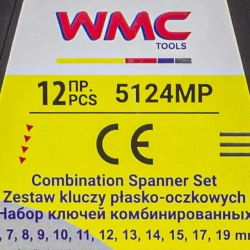 WMC
TOOLS
12 ПР.
PCS 5124MP
CE
Combination Spanner Set
Zestaw kluczy płasko-oczkowych
Набор ключей комбинированных
7, 8, 9, 10, 11, 12, 13, 14, 15, 17, 19 mm